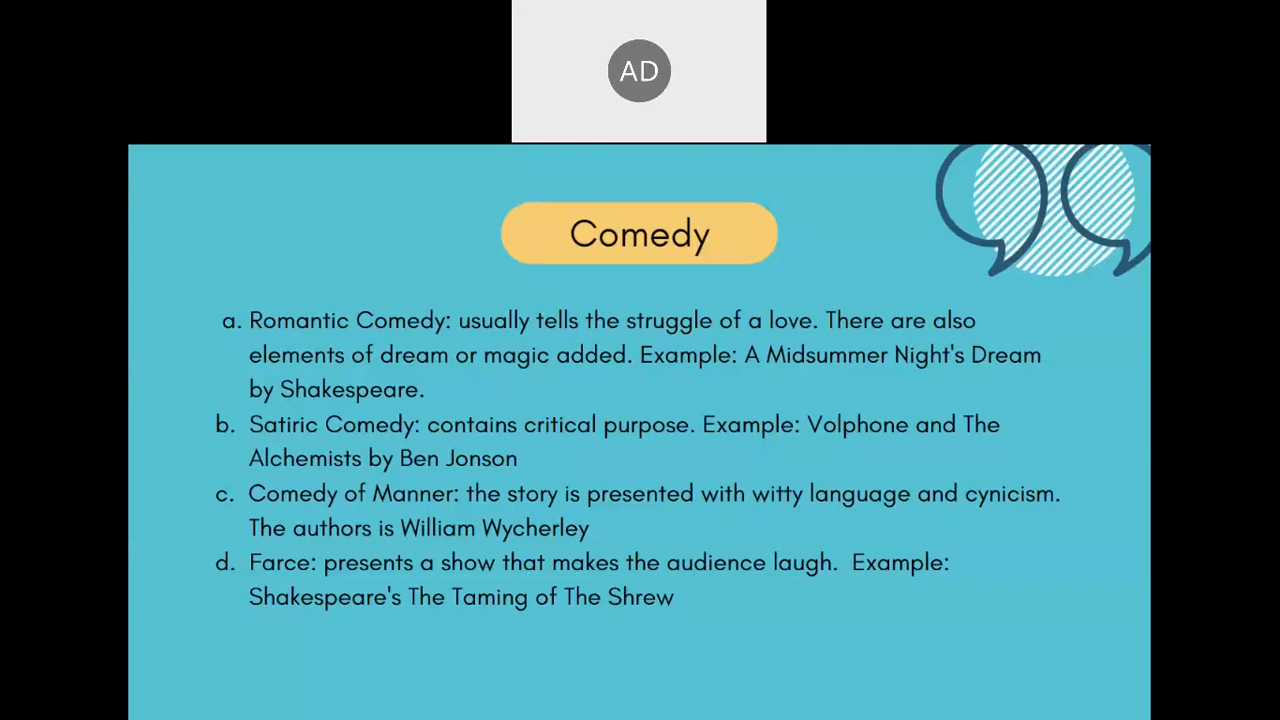 AD
Comedy
a. Romantic Comedy: usually tells the struggle of a love. There are also
elements of dream or magic added. Example: A Midsummer Night's Dream
by Shakespeare.
b. Satiric Comedy: contains critical purpose. Example: Volphone and The
Alchemists by Ben Jonson
c. Comedy of Manner: the story is presented with witty language and cynicism.
The authors is William Wycherley
d. Farce: presents a show that makes the audience laugh.  Example:
Shakespeare's The Taming of The Shrew